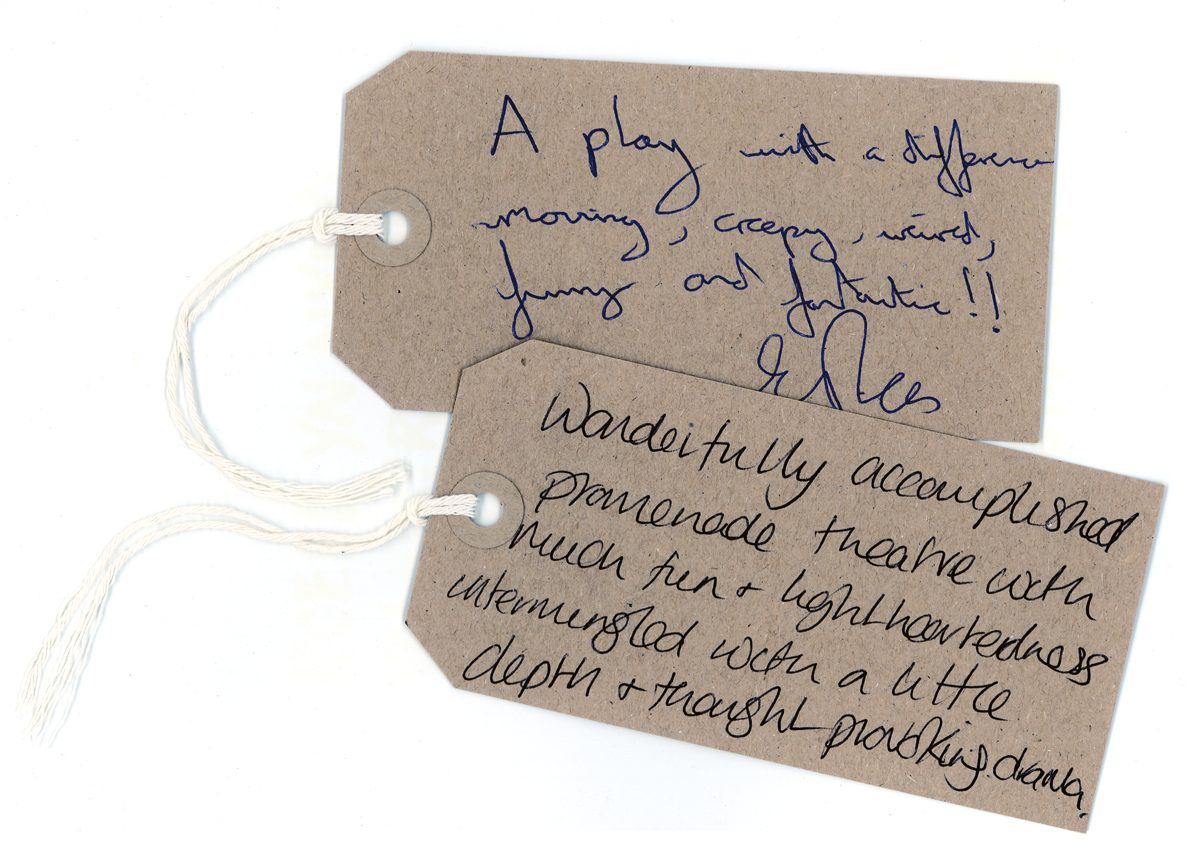 A play with a difference
moving, creepy, weird,
funny and fantastic!!
Wonderfully accomplished
promenade theatre with
much fun + lightheartedness
intermingled with a little
depth + thought provoking drama.